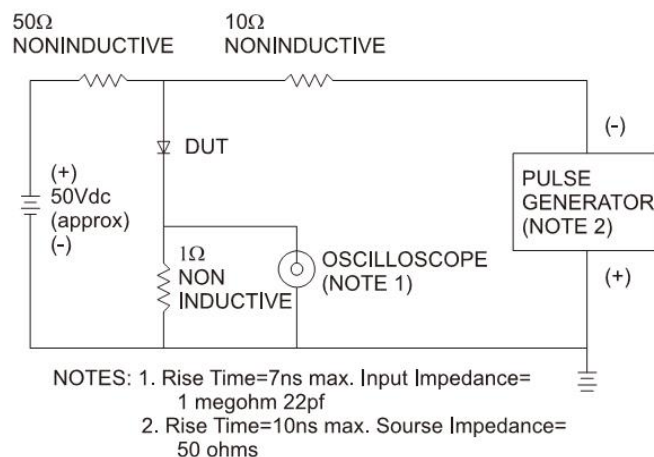 50Ω
NONINDUCTIVE
10Ω
NONINDUCTIVE
DUT
(+)
50Vdc
(approx)
(-)
1Ω
NON
INDUCTIVE
OSCILLOSCOPE
(NOTE 1)
(-)
PULSE
GENERATOR
(NOTE 2)
(+)
NOTES: 1. Rise Time=7ns max. Input Impedance=
1 megohm 22pf
2. Rise Time=10ns max. Sourse Impedance=
50 ohms